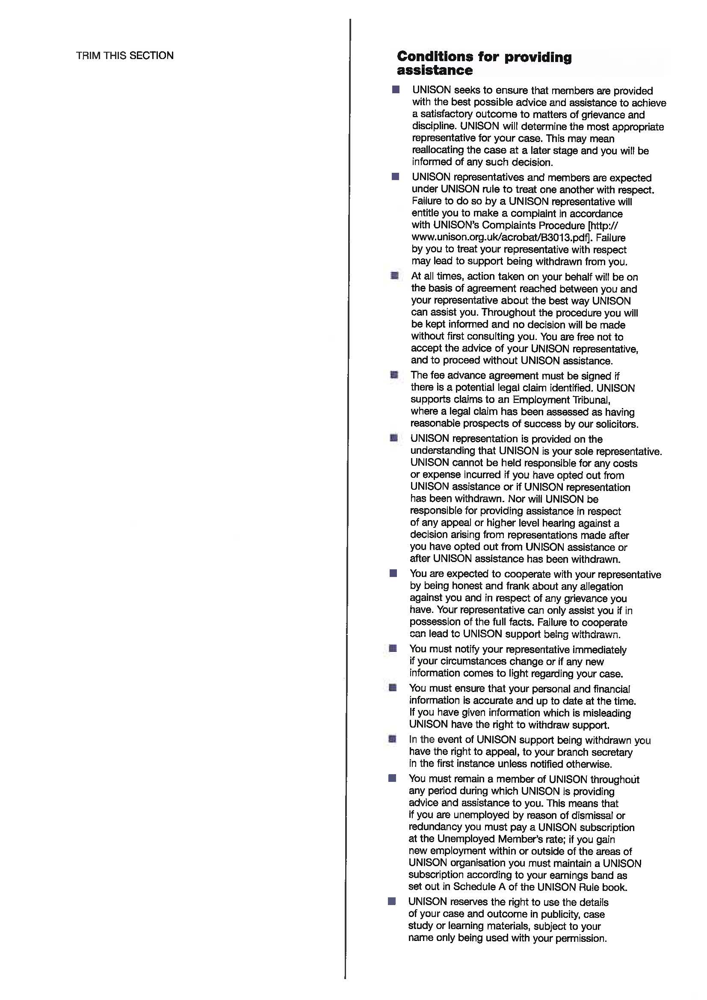 TRIM THIS SECTION
Conditions for providing
assistance
UNISON seeks to ensure that members are provided
with the best possible advice and assistance to achieve
a satisfactory outcome to matters of grievance and
discipline. UNISON will determine the most appropriate
representative for your case. This may mean
reallocating the case at a later stage and you will be
informed of any such decision.
UNISON representatives and members are expected
under UNISON rule to treat one another with respect.
Failure to do so by a UNISON representative will
entitle you to make a complaint in accordance
with UNISON's Complaints Procedure [http://
www.unison.org.uk/acrobat/B3013.pdf]. Failure
by you to treat your representative with respect
may lead to support being withdrawn from you.
At all times, action taken on your behalf will be on
the basis of agreement reached between you and
your representative about the best way UNISON
can assist you. Throughout the procedure you will
be kept informed and no decision will be made
without first consulting you. You are free not to
accept the advice of your UNISON representative,
and to proceed without UNISON assistance.
The fee advance agreement must be signed if
there is a potential legal claim identified. UNISON
supports claims to an Employment Tribunal,
where a legal claim has been assessed as having
reasonable prospects of success by our solicitors.
UNISON representation is provided on the
understanding that UNISON is your sole representative.
UNISON cannot be held responsible for any costs
or expense incurred if you have opted out from
UNISON assistance or if UNISON representation
has been withdrawn. Nor will UNISON be
responsible for providing assistance in respect
of any appeal or higher level hearing against a
decision arising from representations made after
you have opted out from UNISON assistance or
after UNISON assistance has been withdrawn.
You are expected to cooperate with your representative
by being honest and frank about any allegation
against you and in respect of any grievance you
have. Your representative can only assist you if in
possession of the full facts. Failure to cooperate
can lead to UNISON support being withdrawn.
You must notify your representative immediately
if your circumstances change or if any new
information comes to light regarding your case.
You must ensure that your personal and financial
information is accurate and up to date at the time.
If you have given information which is misleading
UNISON have the right to withdraw support.
In the event of UNISON support being withdrawn you
have the right to appeal, to your branch secretary
in the first instance unless notified otherwise.
You must remain a member of UNISON throughout
any period during which UNISON is providing
advice and assistance to you. This means that
if you are unemployed by reason of dismissal or
redundancy you must pay a UNISON subscription
at the Unemployed Member's rate; if you gain
new employment within or outside of the areas of
UNISON organisation you must maintain a UNISON
subscription according to your earnings band as
set out in Schedule A of the UNISON Rule book.
UNISON reserves the right to use the details
of your case and outcome in publicity, case
study or learning materials, subject to your
name only being used with your permission.